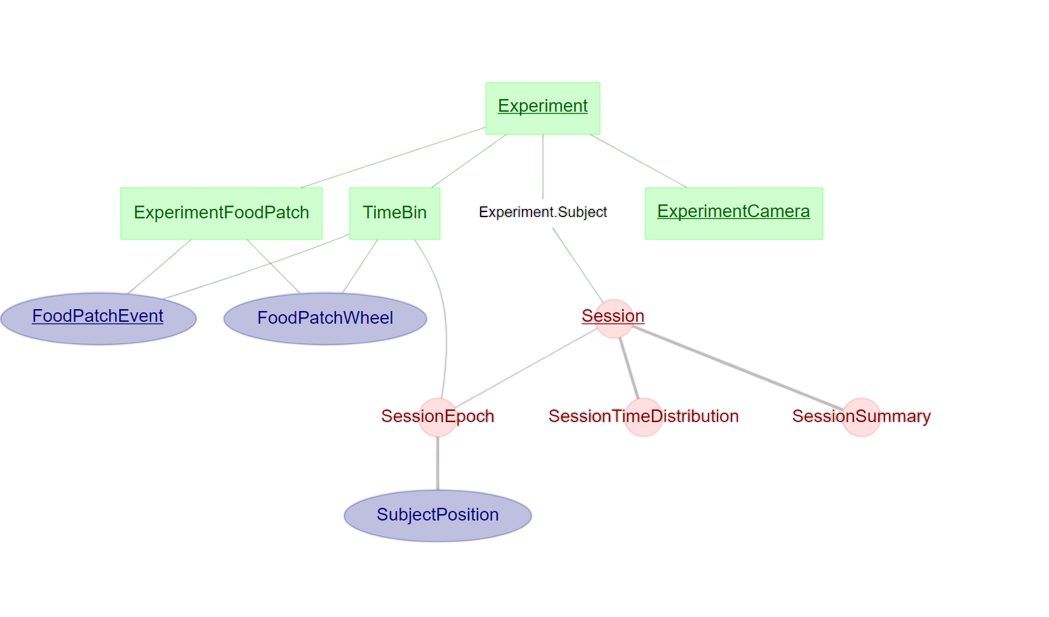 Experiment
ExperimentFoodPatch
TimeBin
Experiment.Subject
ExperimentCamera
FoodPatchEvent
FoodPatchWheel
Session
SessionEpoch
SessionTimeDistribution
SessionSummary
SubjectPosition